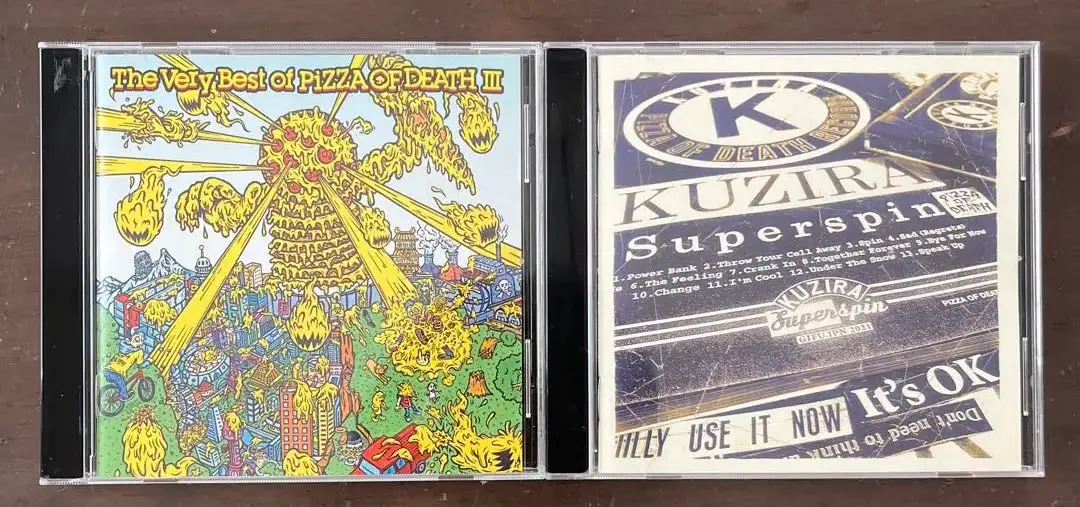 The Very Best of PIZZA OF DEATH III
KUZIRA
K
PIZZA OF DEATH RECORDS
KUZIRA
Superspin
PIZZA OF DEATH
1.Power Bank 2.Throw Your Cell Away 3.Spin 4.Sad (Regrets)
6.The Feeling 7.Crank In 8.Together Forever 9.Bye For Now
10.Change 11.I'm Cool 12.Under The Snow 13.Speak Up
KUZIRA
Superspin
GIFU.JPN 2021
PIZZA OF DEA
USE IT NOW
It's OK
Don't need to think